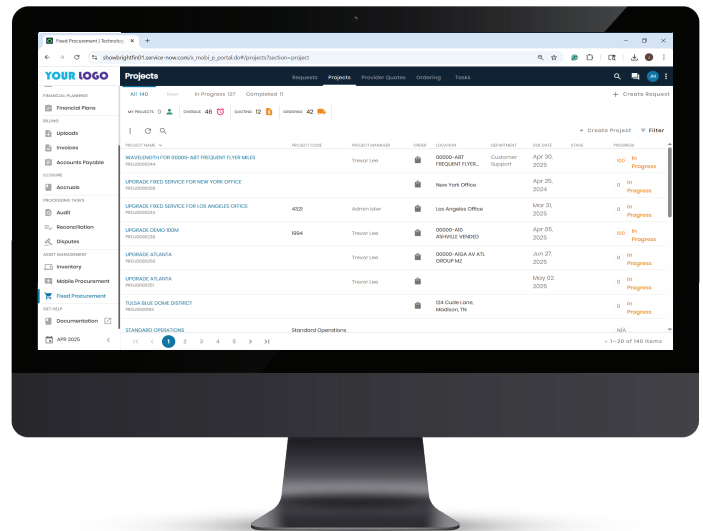 Fixed Procurement | Technolog
showbrightfin01.service-now.com/ir_mobi_p_portal.do#/projects?section=project
YOUR LOGO
Projects
Requests Projects Provider Quotes Ordering Tasks
JM
All 140 New In Progress 127 Completed 11
+ Create Request
MY PROJECTS 0 OVERDUE 46 QUOTING 12 ORDERING 42
+ Create Project Filter
FINANCIAL PLANNING
Financial Plans
BILLING
Uploads
Invoices
Accounts Payable
CLOSURE
Accruals
PROCESSING TASKS
Audit
Reconciliation
Disputes
ASSET MANAGEMENT
Inventory
Mobile Procurement
Fixed Procurement
GET HELP
Documentation
APR 2025
PROJECT NAME PROJECT CODE PROJECT MANAGER ORDER LOCATION DEPARTMENT DUE DATE STAGE PROGRESS
WAVELENGTH FOR 00000-ABT FREQUENT FLYER MILES
Trevor Lee
00000-ABT
FREQUENT FLYER...
Customer
Support
Apr 30,
2025
100 In
Progress
UPGRADE FIXED SERVICE FOR NEW YORK OFFICE
Trevor Lee
New York Office
Apr 25,
2024
0 In
Progress
UPGRADE FIXED SERVICE FOR LOS ANGELES OFFICE
4321
Admin Ister
Los Angeles Office
Mar 31,
2025
0 In
Progress
UPGRADE DEMO 100M
1994
Trevor Lee
00000-A10
ASHVILLE VENDED
Apr 05,
2025
100 In
Progress
UPGRADE ATLANTA
Trevor Lee
00000-A1GA AV ATL
GROUP MZ
Jun 27,
2025
0 In
Progress
UPGRADE ATLANTA
Trevor Lee
May 02,
2025
0 In
Progress
TULSA BLUE DOME DISTRICT
124 Cude Lane,
Madison, TN
0 In
Progress
STANDARD OPERATIONS
Standard Operations
N/A
1 2 3 4 5
1–20 of 140 items